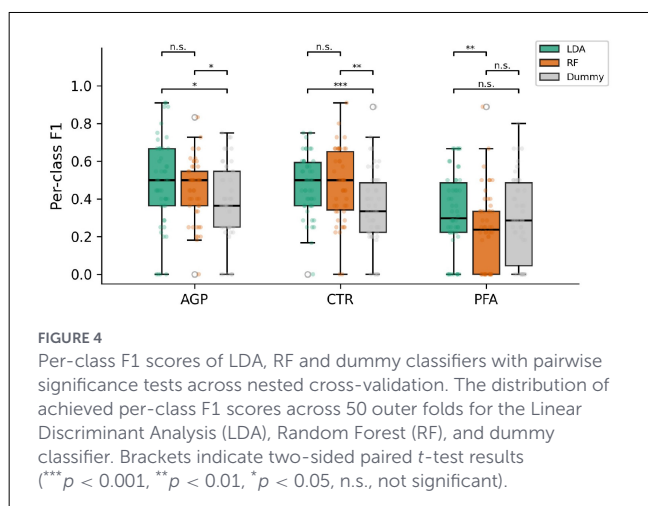 n.s.
n.s.
**
LDA
RF
Dummy
*
**
n.s.
*
***
n.s.
1.0
0.8
0.6
0.4
0.2
0.0
Per-class F1
AGP
CTR
PFA
FIGURE 4
Per-class F1 scores of LDA, RF and dummy classifiers with pairwise
significance tests across nested cross-validation. The distribution of
achieved per-class F1 scores across 50 outer folds for the Linear
Discriminant Analysis (LDA), Random Forest (RF), and dummy
classifier. Brackets indicate two-sided paired t-test results
(***p < 0.001, **p < 0.01, *p < 0.05, n.s., not significant).